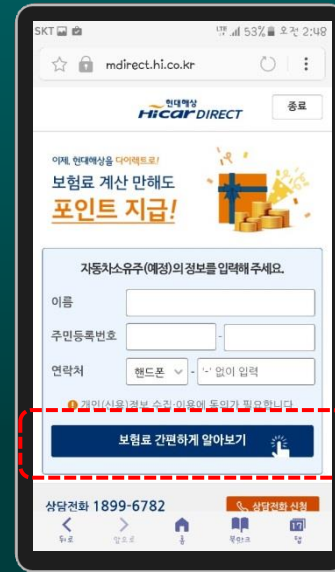 SKT 53% 오전 2:48
mdirect.hi.co.kr
현대해상
Hicar DIRECT
종료
이제, 현대해상을 다이렉트로!
보험료 계산 만해도
포인트 지급!
자동차소유주(예정)의 정보를 입력해 주세요.
이름
주민등록번호 -
연락처 핸드폰 - '-' 없이 입력
개인(신용)정보 수집·이용에 동의가 필요합니다
보험료 간편하게 알아보기
상담전화 1899-6782 상담전화 신청
뒤로 앞으로 홈 북마크 탭
17